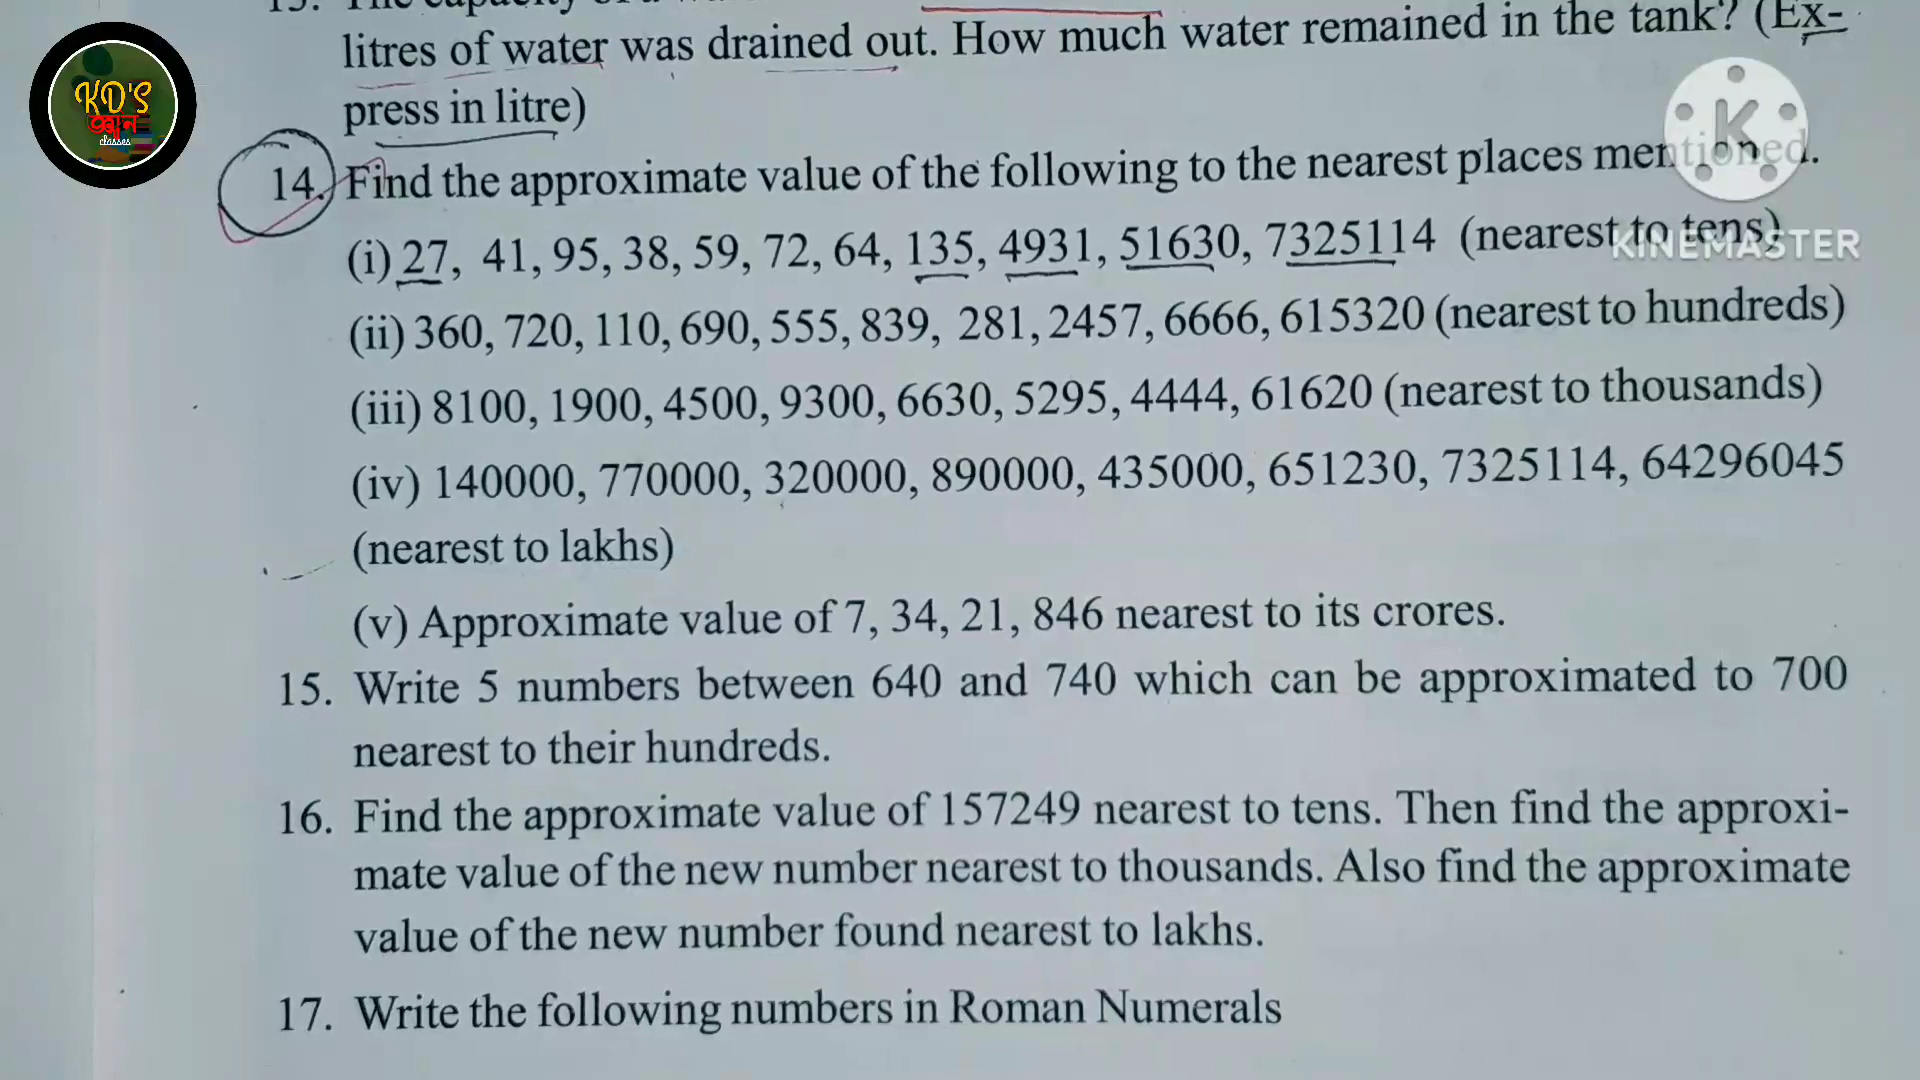 litres of water was drained out. How much water remained in the tank? (Ex-
press in litre)
14. Find the approximate value of the following to the nearest places mentioned.
(i) 27, 41, 95, 38, 59, 72, 64, 135, 4931, 51630, 7325114 (nearest to tens)
(ii) 360, 720, 110, 690, 555, 839, 281, 2457, 6666, 615320 (nearest to hundreds)
(iii) 8100, 1900, 4500, 9300, 6630, 5295, 4444, 61620 (nearest to thousands)
(iv) 140000, 770000, 320000, 890000, 435000, 651230, 7325114, 64296045
(nearest to lakhs)
(v) Approximate value of 7, 34, 21, 846 nearest to its crores.
15. Write 5 numbers between 640 and 740 which can be approximated to 700
nearest to their hundreds.
16. Find the approximate value of 157249 nearest to tens. Then find the approxi-
mate value of the new number nearest to thousands. Also find the approximate
value of the new number found nearest to lakhs.
17. Write the following numbers in Roman Numerals
KD'S
জ্ঞান
classes
K
KINEMASTER